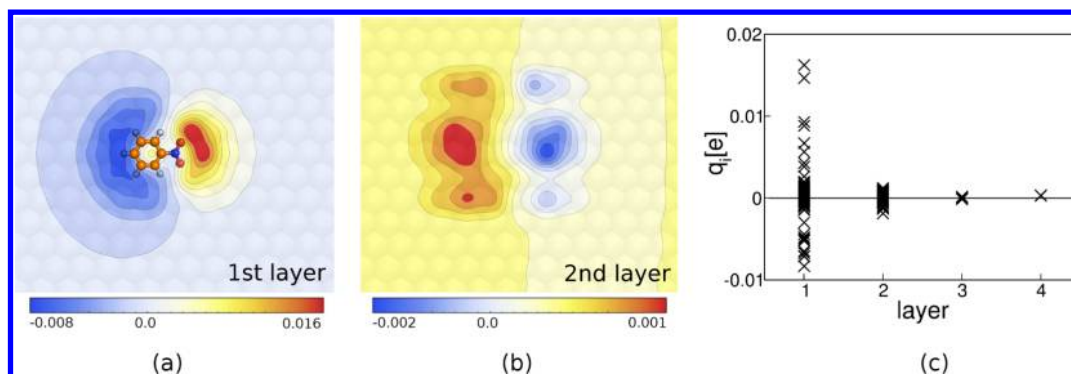 1st layer
-0.008 0.0 0.016
(a)
2nd layer
-0.002 0.0 0.001
(b)
0.02
0.01
0
-0.01
qi[e]
1 2 3 4
layer
(c)